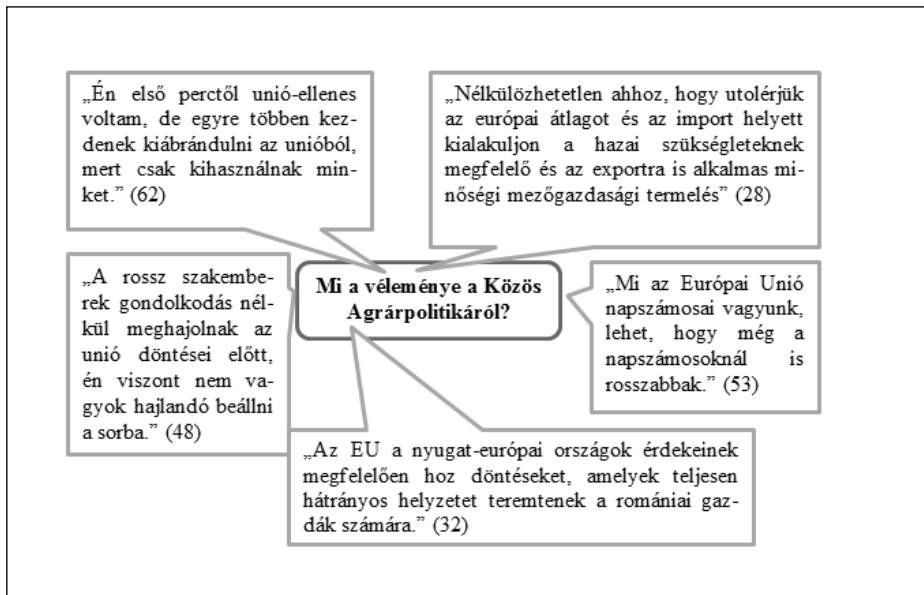 „Én első perctől unió-ellenes
voltam, de egyre többen kez-
denek kiábrándulni az unióból,
mert csak kihasználnak min-
ket.” (62)
„Nélkülözhetetlen ahhoz, hogy utolérjük
az európai átlagot és az import helyett
kialakuljon a hazai szükségleteknek
megfelelő és az exportra is alkalmas mi-
nőségi mezőgazdasági termelés” (28)
„A rossz szakembe-
rek gondolkodás nél-
kül meghajolnak az
unió döntései előtt,
én viszont nem va-
gyok hajlandó beállni
a sorba.” (48)
Mi a véleménye a Közös
Agrárpolitikáról?
„Mi az Európai Unió
napszámosai vagyunk,
lehet, hogy még a
napszámosoknál is
rosszabbak.” (53)
„Az EU a nyugat-európai országok érdekeinek
megfelelően hoz döntéseket, amelyek teljesen
hátrányos helyzetet teremtenek a romániai gaz-
dák számára.” (32)